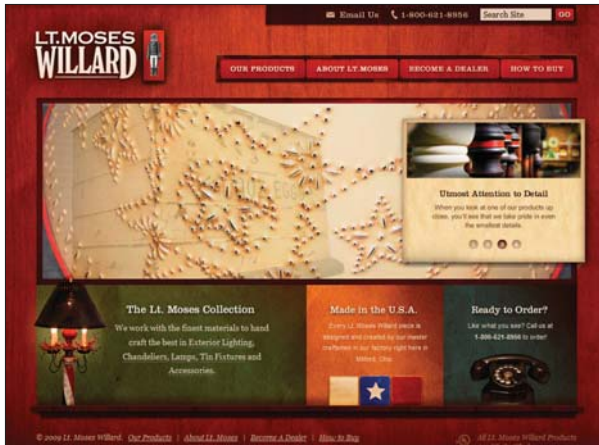 Email Us 1-800-621-8956 Search Site GO
LT. MOSES
WILLARD
OUR PRODUCTS ABOUT LT. MOSES BECOME A DEALER HOW TO BUY
Utmost Attention to Detail
When you look at one of our products up
close, you'll see that we take pride in even
the smallest details.
The Lt. Moses Collection
We work with the finest materials to hand
craft the best in Exterior Lighting,
Chandeliers, Lamps, Tin Fixtures and
Accessories.
Made in the U.S.A.
Every Lt. Moses Willard piece is
designed and created by our master
craftsmen in our factory right here in
Milford, Ohio.
Ready to Order?
Like what you see? Call us at
1-800-621-8956 to order!
© 2009 Lt. Moses Willard. Our Products | About Lt. Moses | Become A Dealer | How to Buy
All Lt. Moses Willard Products